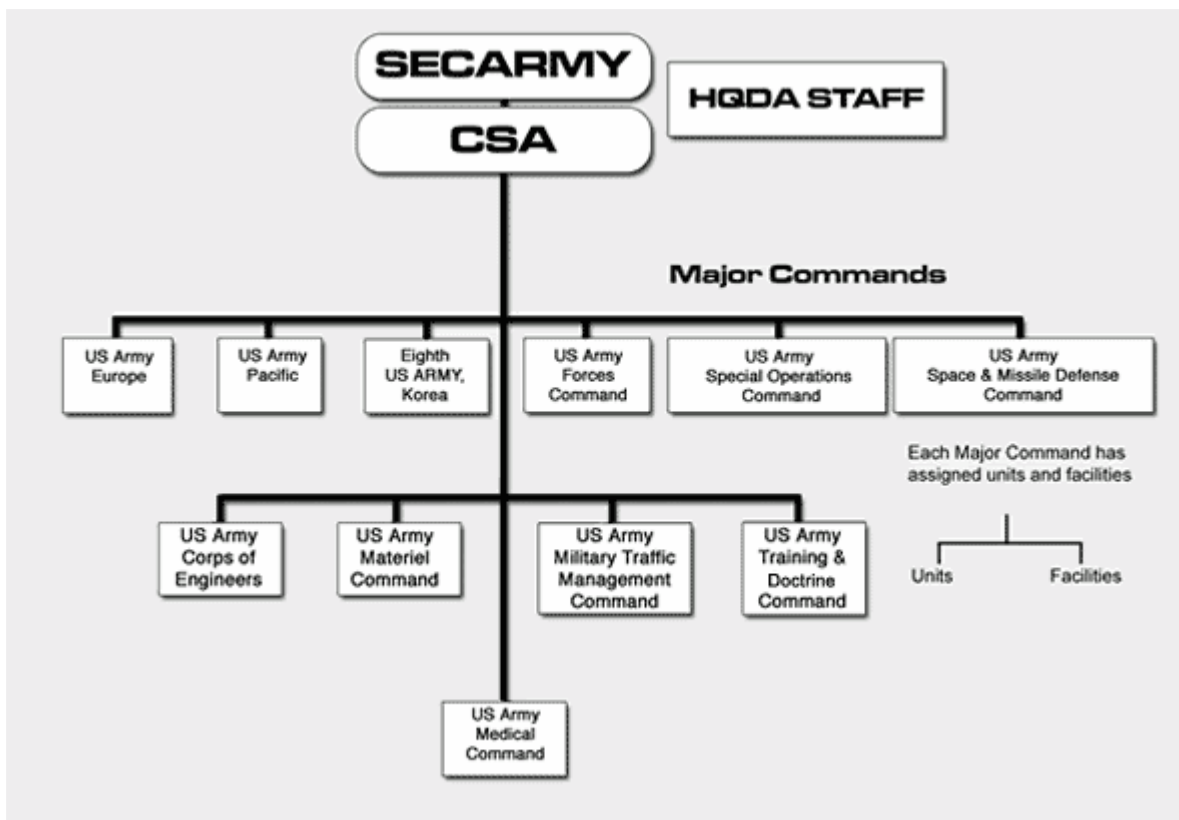 SECARMY
HQDA STAFF
CSA
Major Commands
US Army
Europe
US Army
Pacific
Eighth
US ARMY,
Korea
US Army
Forces
Command
US Army
Special Operations
Command
US Army
Space & Missile Defense
Command
Each Major Command has
assigned units and facilities
Units
Facilities
US Army
Corps of
Engineers
US Army
Materiel
Command
US Army
Military Traffic
Management
Command
US Army
Training &
Doctrine
Command
US Army
Medical
Command